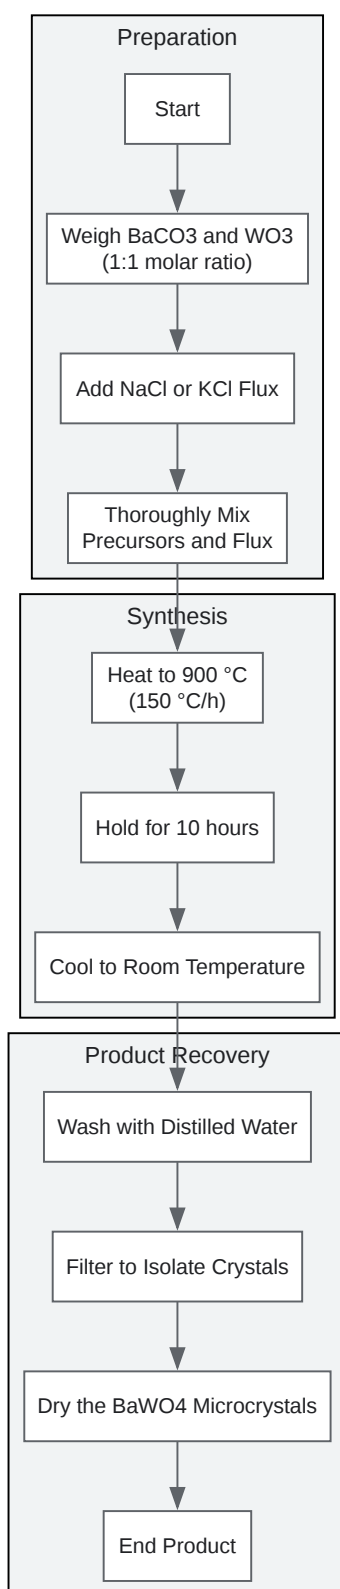 Preparation
Start
Weigh BaCO3 and WO3
(1:1 molar ratio)
Add NaCl or KCl Flux
Thoroughly Mix
Precursors and Flux
Synthesis
Heat to 900 °C
(150 °C/h)
Hold for 10 hours
Cool to Room Temperature
Product Recovery
Wash with Distilled Water
Filter to Isolate Crystals
Dry the BaWO4 Microcrystals
End Product